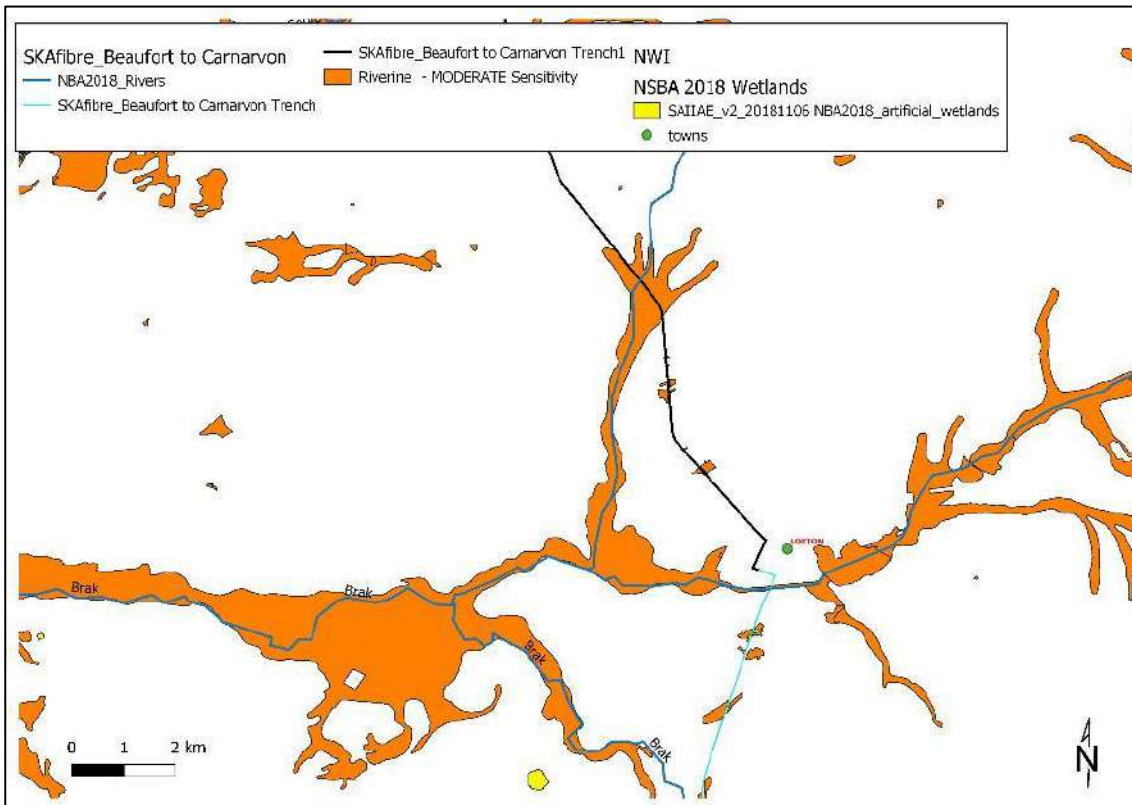 SKAfibre_Beaufort to Carnarvon
NBA2018_Rivers
SKAfibre_Beaufort to Carnarvon Trench
SKAfibre_Beaufort to Carnarvon Trench1
Riverine - MODERATE Sensitivity
NWI
NSBA 2018 Wetlands
SAIIAE_v2_20181106 NBA2018_artificial_wetlands
towns
LOXTON
Brak
Brak
Brak
Brak
0 1 2 km
N